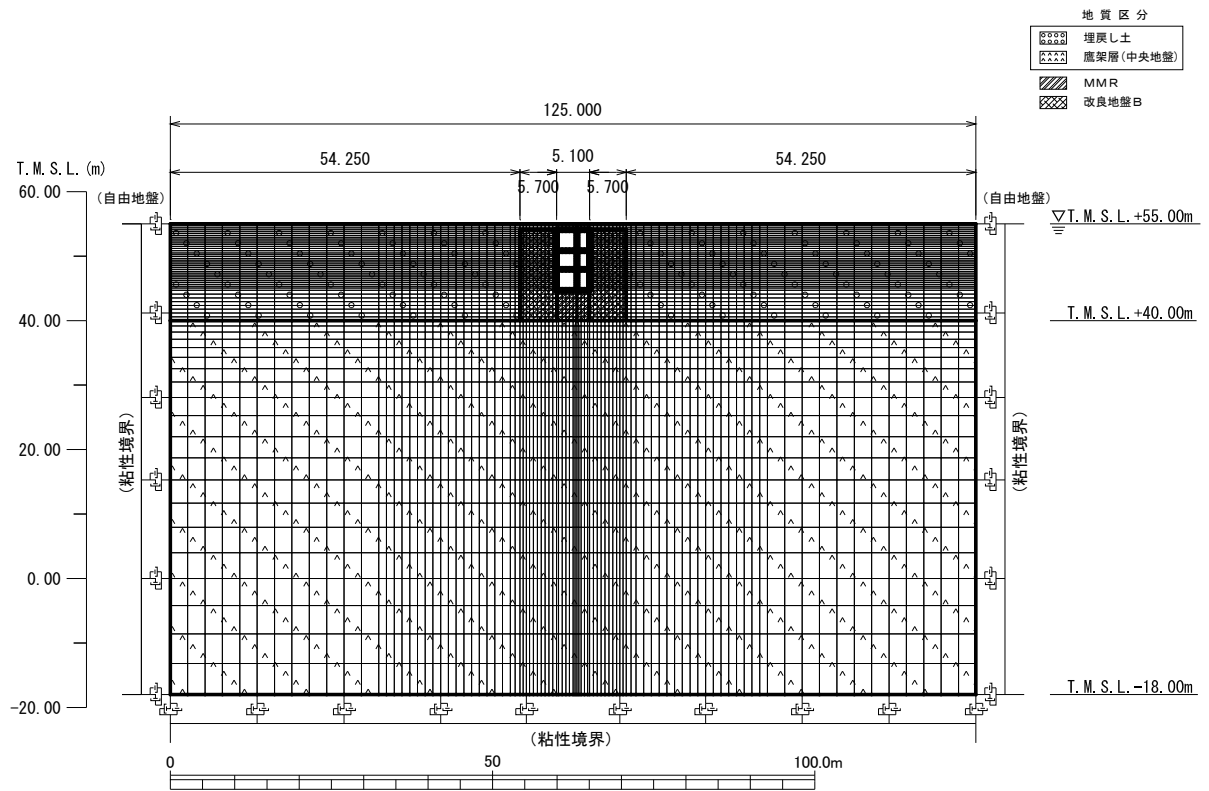 地質区分
埋戻し土
鷹架層(中央地盤)
MMR
改良地盤B
125.000
54.250
5.100
54.250
5.700
5.700
T.M.S.L.(m)
60.00
(自由地盤)
(自由地盤)
T.M.S.L.+55.00m
40.00
T.M.S.L.+40.00m
20.00
(粘性境界)
(粘性境界)
0.00
-20.00
T.M.S.L.-18.00m
(粘性境界)
0
50
100.0m